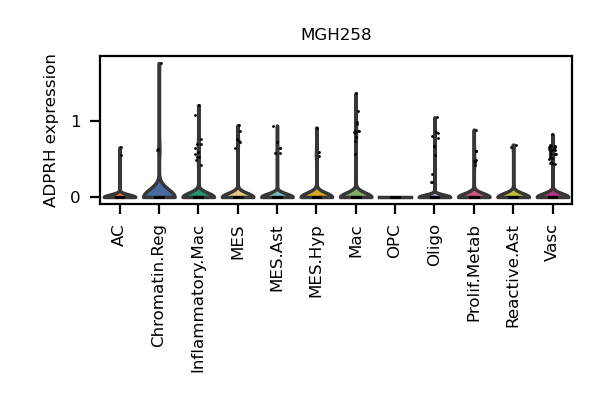 MGH258
ADPRH expression
1
0
AC
Chromatin.Reg
Inflammatory.Mac
MES
MES.Ast
MES.Hyp
Mac
OPC
Oligo
Prolif.Metab
Reactive.Ast
Vasc